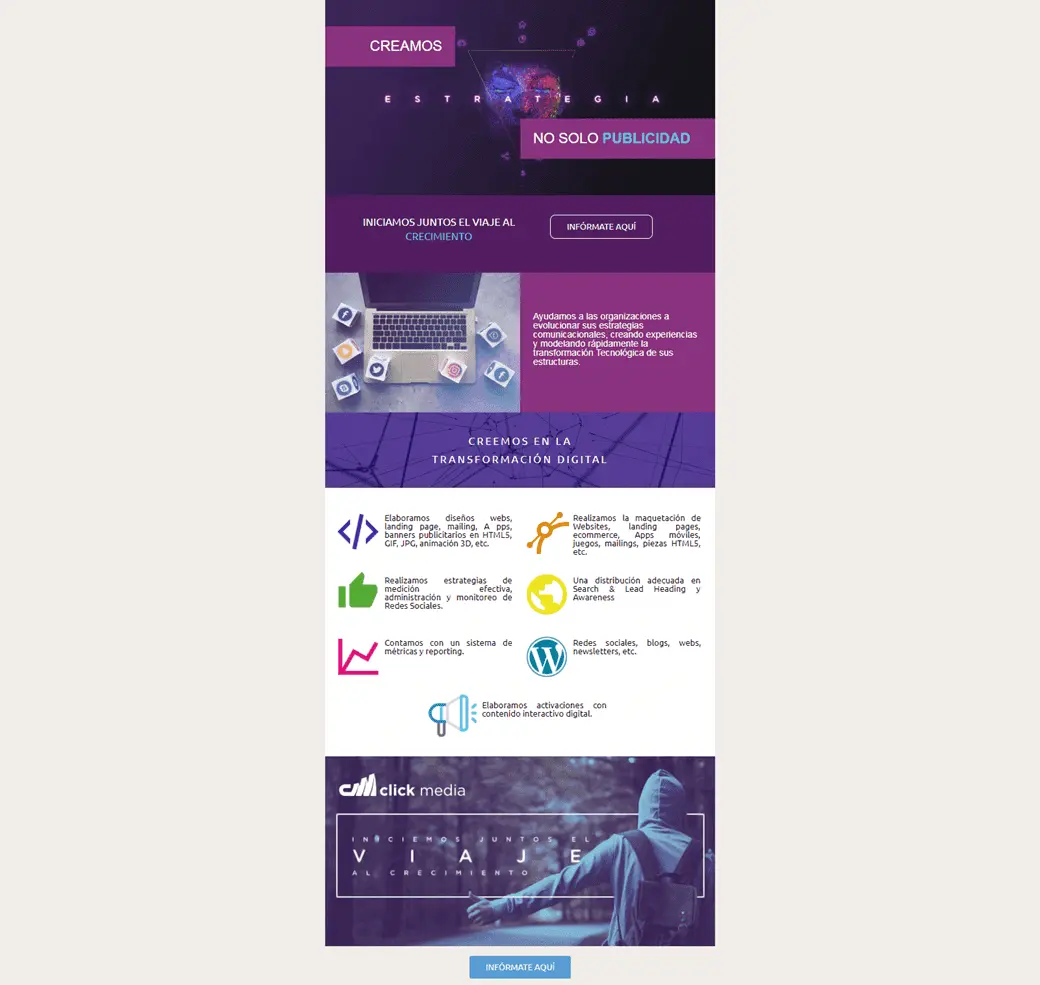 CREAMOS
ESTRATEGIA
NO SOLO PUBLICIDAD
INICIAMOS JUNTOS EL VIAJE AL
CRECIMIENTO
INFÓRMATE AQUÍ
Ayudamos a las organizaciones a
evolucionar sus estrategias
comunicacionales, creando experiencias
y modelando rápidamente la
transformación Tecnológica de sus
estructuras.
CREEMOS EN LA
TRANSFORMACIÓN DIGITAL
Elaboramos diseños webs,
landing page, mailing, A pps,
banners publicitarios en HTML5,
GIF, JPG, animación 3D, etc.
Realizamos la maquetación de
Websites, landing pages,
ecommerce, Apps móviles,
juegos, mailings, piezas HTML5,
etc.
Realizamos estrategias de
medición efectiva,
administración y monitoreo de
Redes Sociales.
Una distribución adecuada en
Search & Lead Heading y
Awareness
Contamos con un sistema de
métricas y reporting.
Redes sociales, blogs, webs,
newsletters, etc.
Elaboramos activaciones con
contenido interactivo digital.
click media
INICIEMOS JUNTOS EL
VIAJE
AL CRECIMIENTO
INFÓRMATE AQUÍ